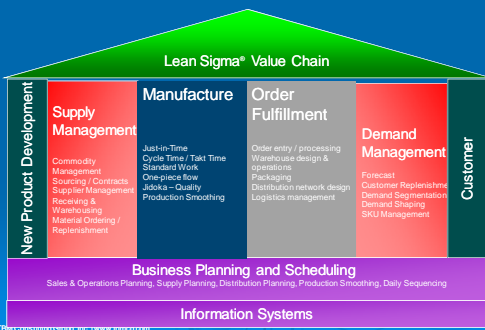 Lean Sigma® Value Chain
New Product Development
Supply
Management
Commodity
Management
Sourcing / Contracts
Supplier Management
Receiving &
Warehousing
Material Ordering /
Replenishment
Manufacture
Just-in-Time
Cycle Time / Takt Time
Standard Work
One-piece flow
Jidoka – Quality
Production Smoothing
Order
Fulfillment
Order entry / processing
Warehouse design &
operations
Packaging
Distribution network design
Logistics management
Demand
Management
Forecast
Customer Replenishme
Demand Segmentation
Demand Shaping
SKU Management
Customer
Business Planning and Scheduling
Sales & Operations Planning, Supply Planning, Distribution Planning, Production Smoothing, Daily Sequencing
Information Systems